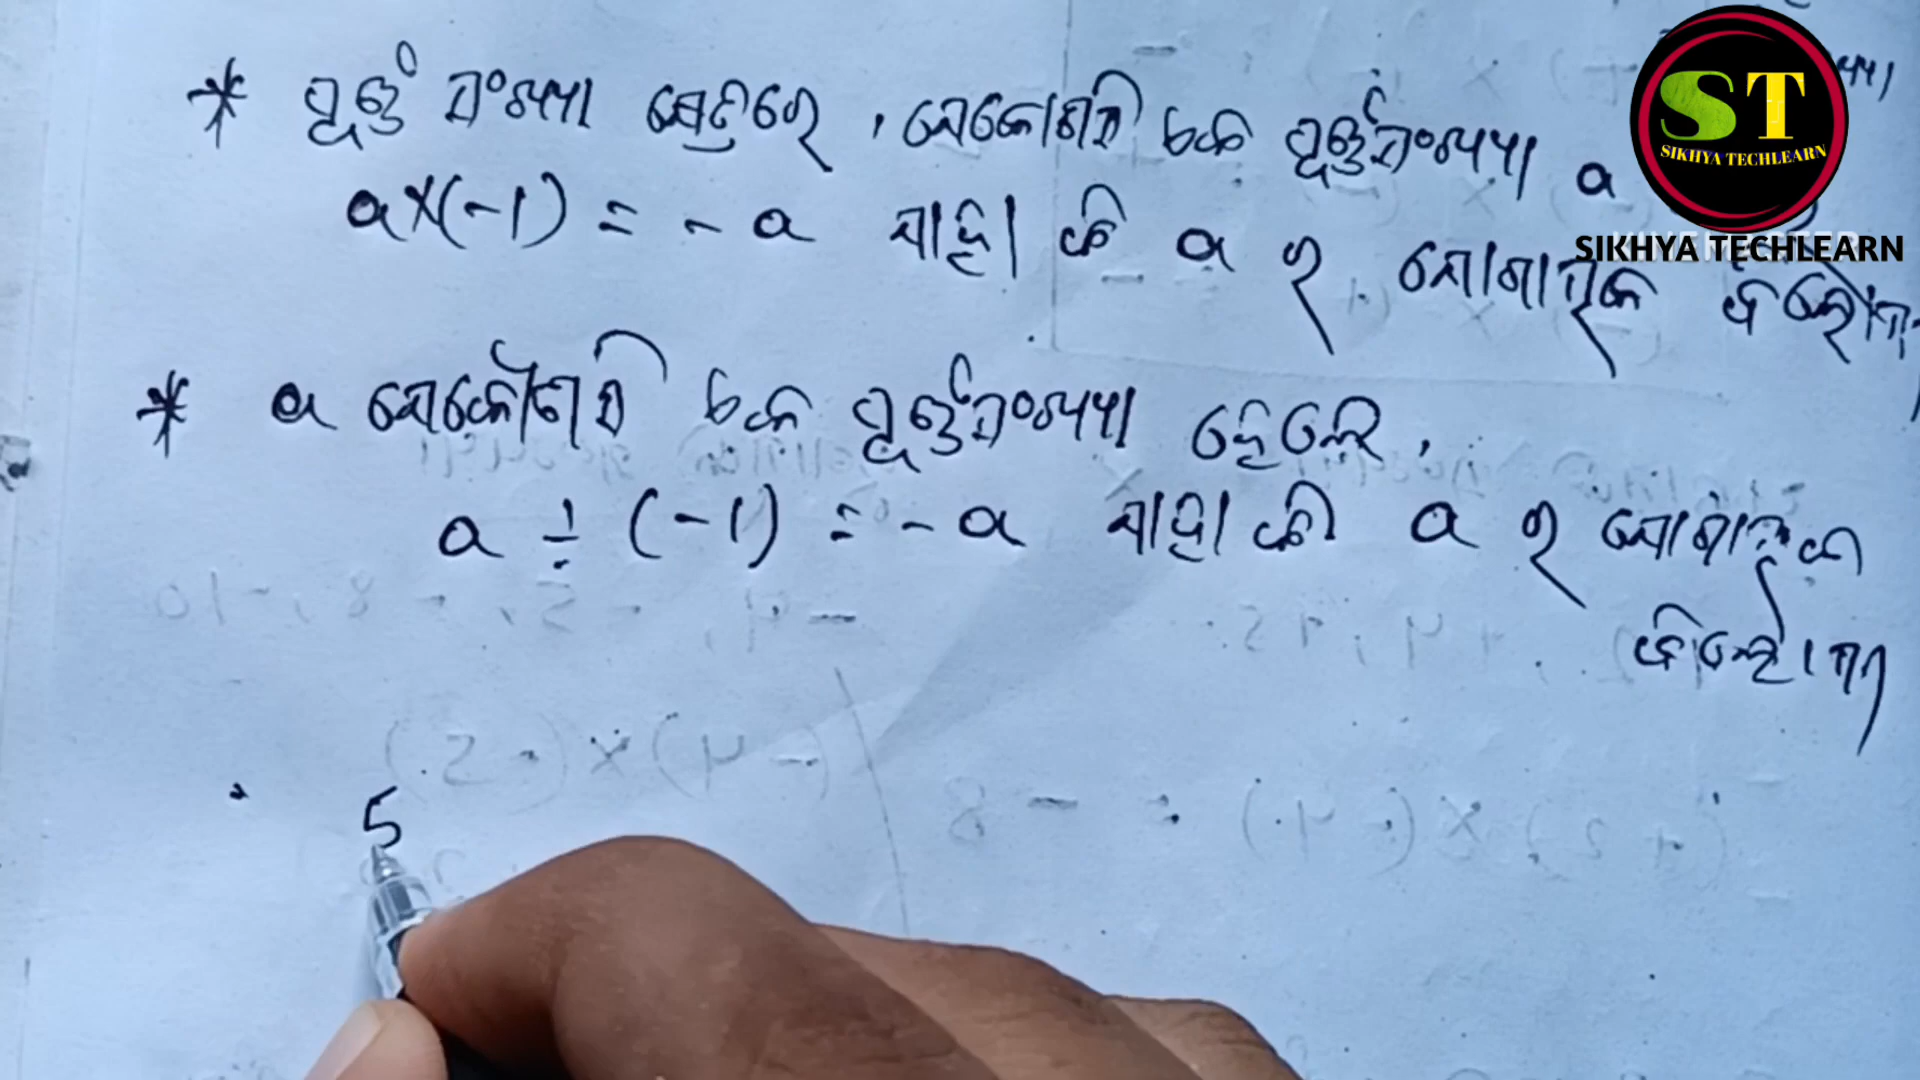 * ପୂର୍ଣ୍ଣ ସଂଖ୍ୟା କ୍ଷେତ୍ରରେ, ଯେକୌଣସି ଏକ ପୂର୍ଣ୍ଣସଂଖ୍ୟା a
a×(-1) = -a ଯାହା କି a ର ଯୋଗାତ୍ମକ ବିଲୋମୀ
* a ଯେକୌଣସି ଏକ ପୂର୍ଣ୍ଣସଂଖ୍ୟା ହେଲେ,
a ÷ (-1) = -a ଯାହା କୀ a ର ଯୋଗାତ୍ମକ
ବିଲୋମୀ
5
ST
SIKHYA TECHLEARN
SIKHYA TECHLEARN